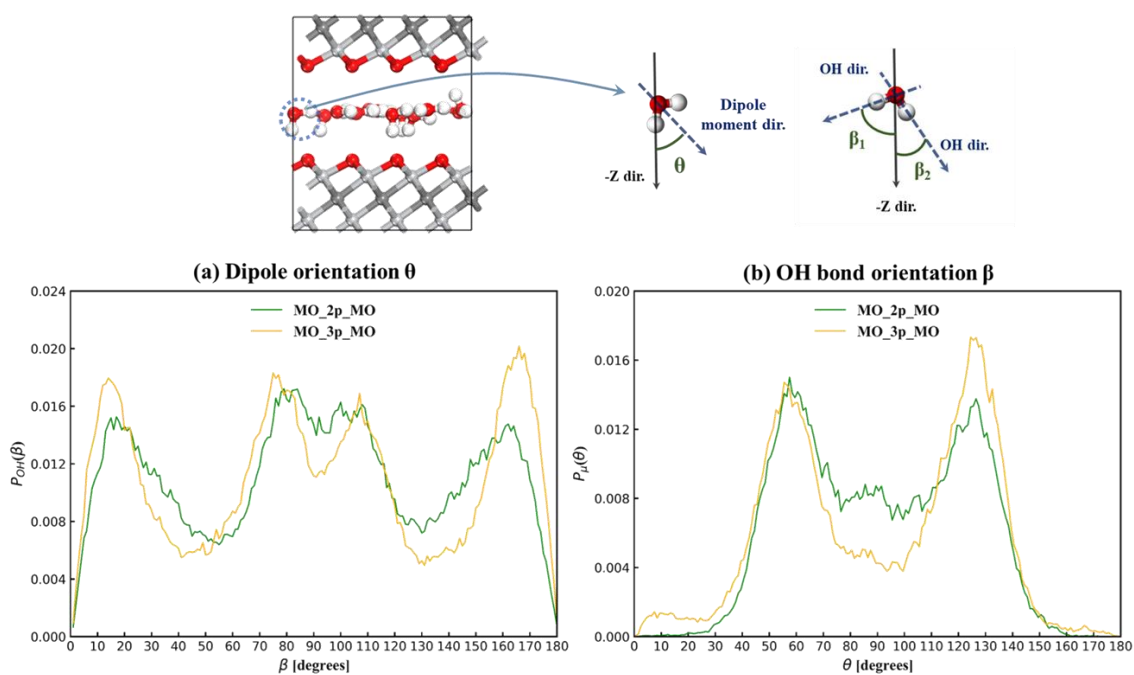 OH dir.
Dipole
moment dir.
θ
-Z dir.
β₁
β₂
OH dir.
-Z dir.
(a) Dipole orientation θ
MO_2p_MO
MO_3p_MO
0.024
0.020
0.016
0.012
0.008
0.004
0.000
P_OH(β)
0 10 20 30 40 50 60 70 80 90 100 110 120 130 140 150 160 170 180
β [degrees]
(b) OH bond orientation β
MO_2p_MO
MO_3p_MO
0.020
0.016
0.012
0.008
0.004
0.000
P_μ(θ)
0 10 20 30 40 50 60 70 80 90 100 110 120 130 140 150 160 170 180
θ [degrees]